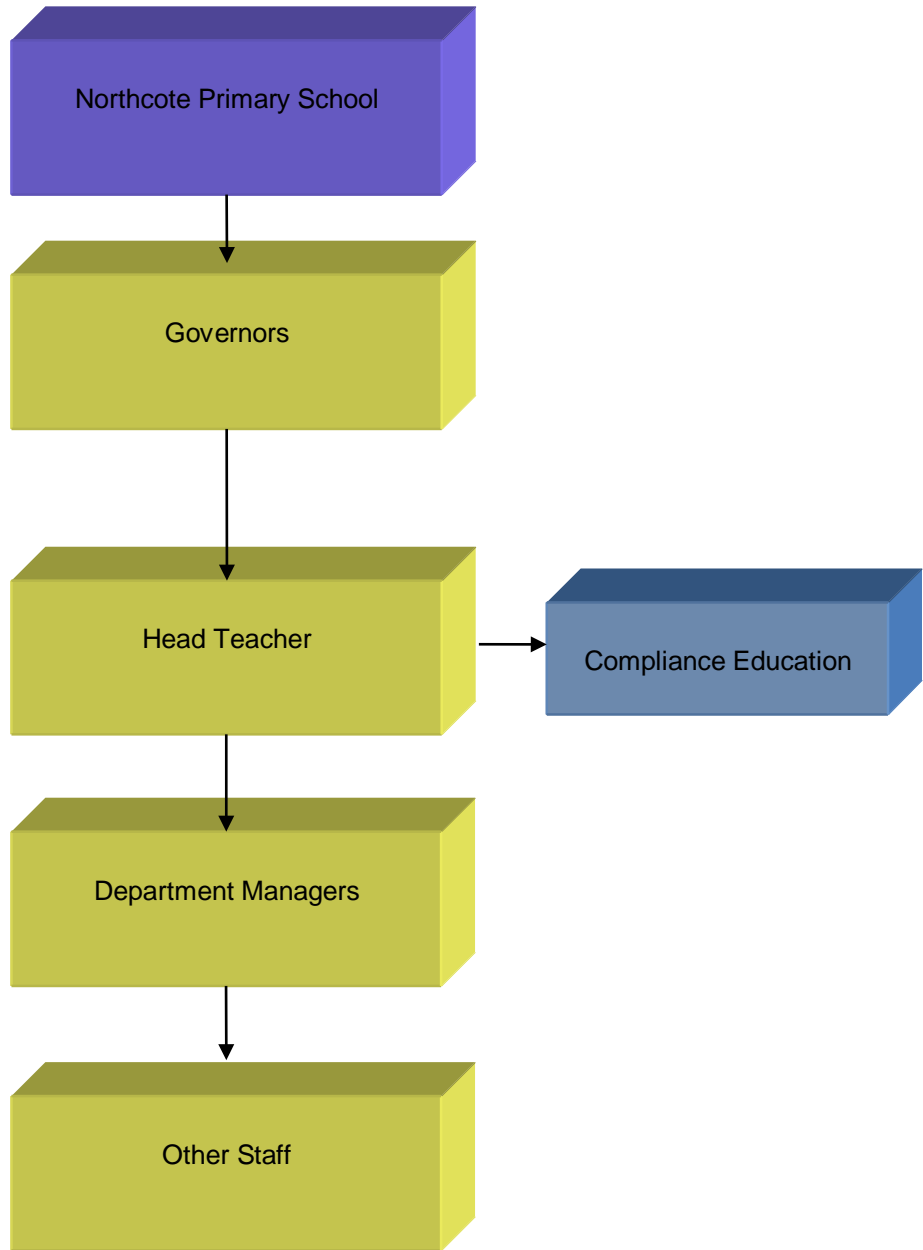 Northcote Primary School
Governors
Head Teacher
Compliance Education
Department Managers
Other Staff